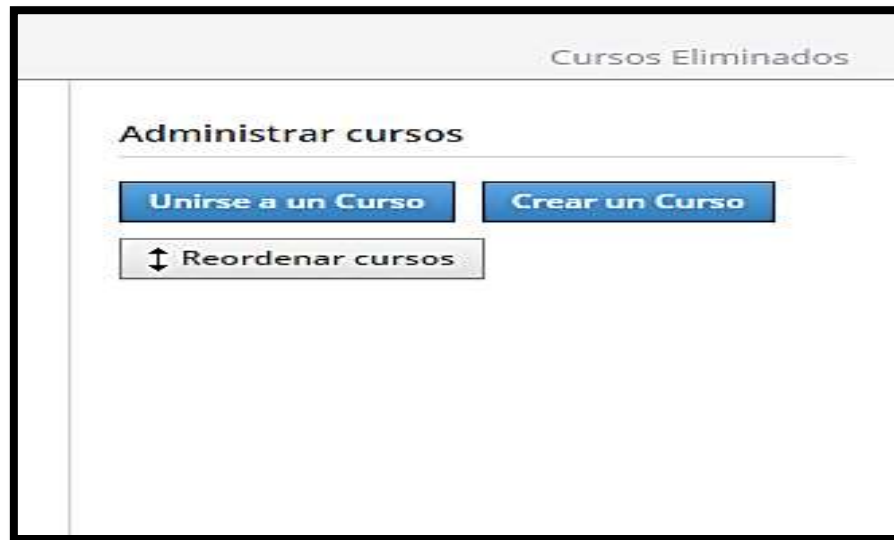 Cursos Eliminados
Administrar cursos
Unirse a un Curso
Crear un Curso
Reordenar cursos